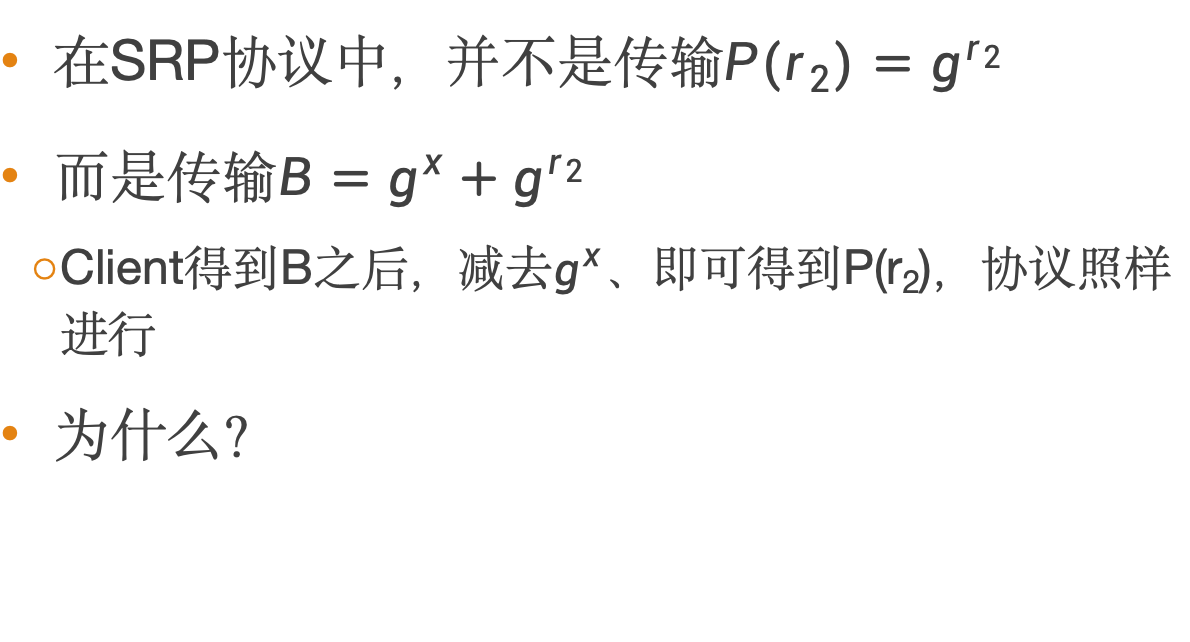 • 在SRP协议中，并不是传输P(r₂) = g^r₂
• 而是传输B = g^x + g^r₂
○Client得到B之后，减去g^x、即可得到P(r₂)，协议照样
进行
• 为什么？